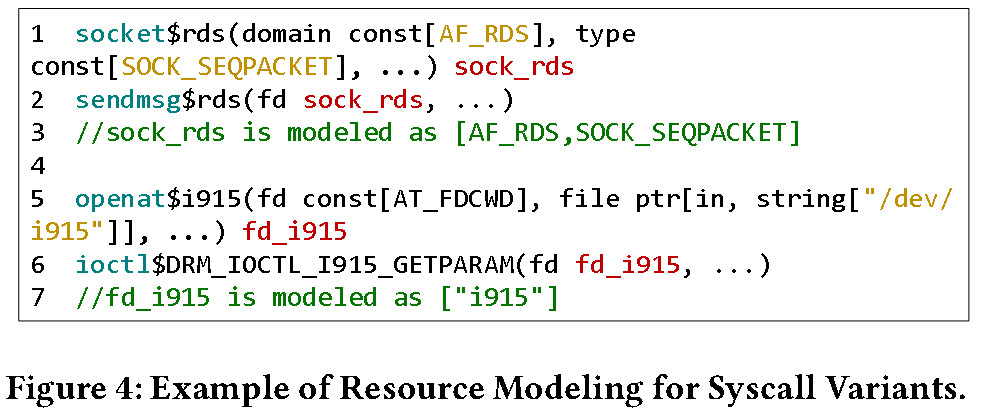 1 socket$rds(domain const[AF_RDS], type
const[SOCK_SEQPACKET], ...) sock_rds
2 sendmsg$rds(fd sock_rds, ...)
3 //sock_rds is modeled as [AF_RDS,SOCK_SEQPACKET]
4
5 openat$i915(fd const[AT_FDCWD], file ptr[in, string["/dev/
i915"]], ...) fd_i915
6 ioctl$DRM_IOCTL_I915_GETPARAM(fd fd_i915, ...)
7 //fd_i915 is modeled as ["i915"]
Figure 4: Example of Resource Modeling for Syscall Variants.